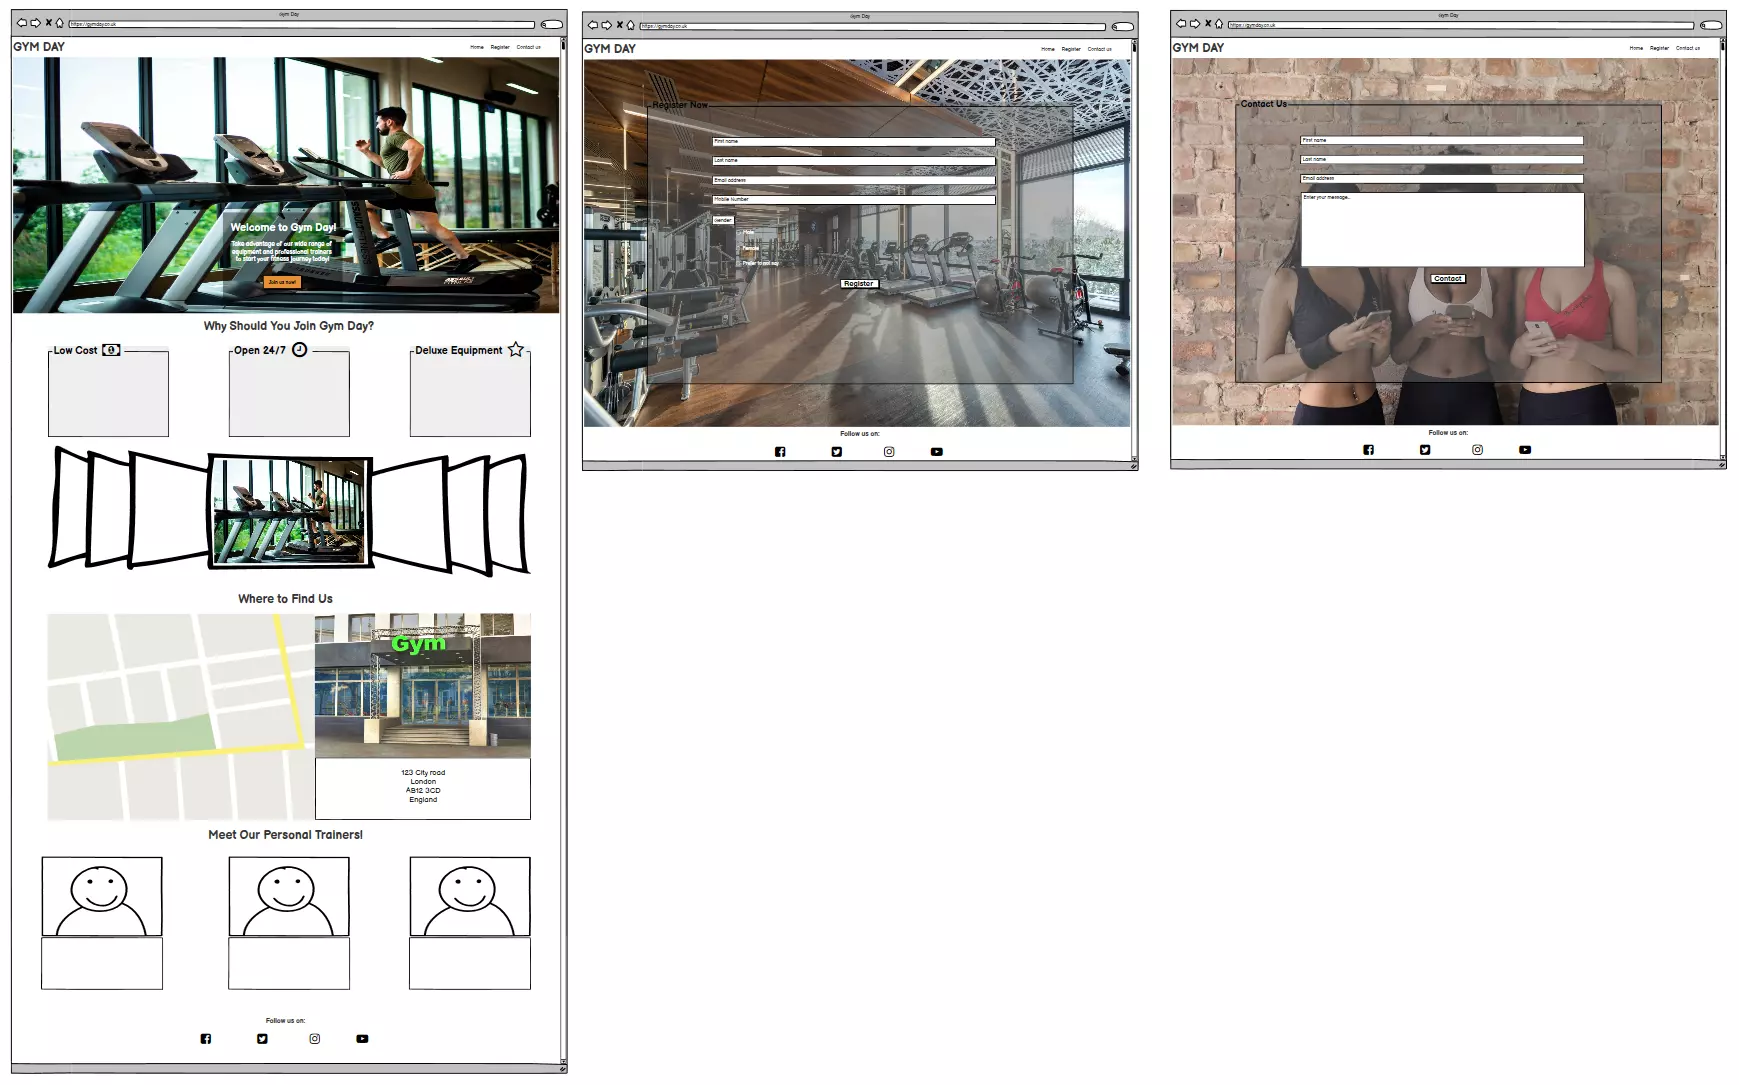 Gym Day
https://gymday.co.uk
GYM DAY
Home Register Contact us
Welcome to Gym Day!
Take advantage of our wide range of
equipment and professional trainers
to start your fitness journey today!
Join us now!
Why Should You Join Gym Day?
Low Cost
Open 24/7
Deluxe Equipment
Where to Find Us
Gym
123 City road
London
AB12 3CD
England
Meet Our Personal Trainers!
Follow us on:
Gym Day
https://gymday.co.uk
GYM DAY
Home Register Contact us
Register Now
First name
Last name
Email address
Mobile Number
Gender
Male
Female
Prefer to not say
Register
Follow us on:
Gym Day
https://gymday.co.uk
GYM DAY
Home Register Contact us
Contact Us
First name
Last name
Email address
Enter your message...
Contact
Follow us on: